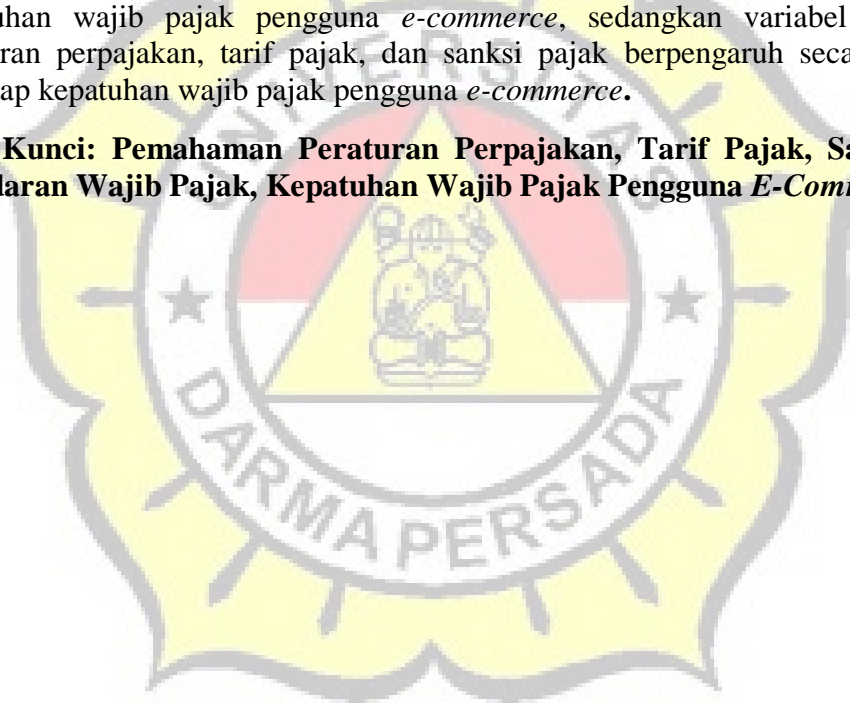 uhan wajib pajak pengguna e-commerce, sedangkan variabel
ran perpajakan, tarif pajak, dan sanksi pajak berpengaruh seca
ap kepatuhan wajib pajak pengguna e-commerce.
Kunci: Pemahaman Peraturan Perpajakan, Tarif Pajak, Sa
laran Wajib Pajak, Kepatuhan Wajib Pajak Pengguna E-Com
UNIVERSITAS
DARMA PERSADA